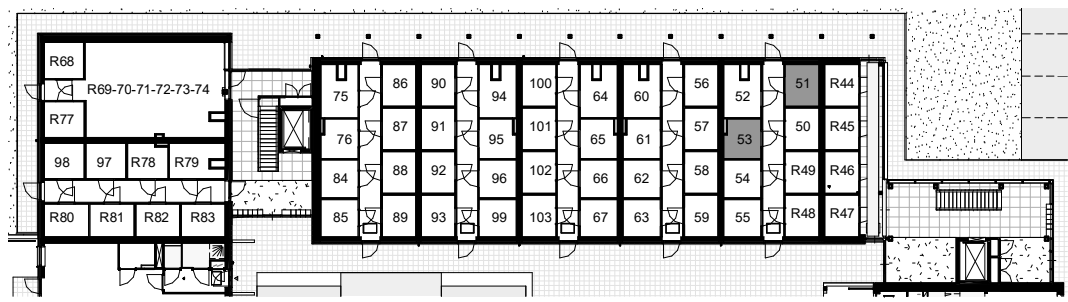 R68
R69-70-71-72-73-74
R77
98 97 R78 R79
R80 R81 R82 R83
75 86 90 94 100 64 60 56 52 51 R44
76 87 91 95 101 65 61 57 53 50 R45
84 88 92 96 102 66 62 58 54 R49 R46
85 89 93 99 103 67 63 59 55 R48 R47